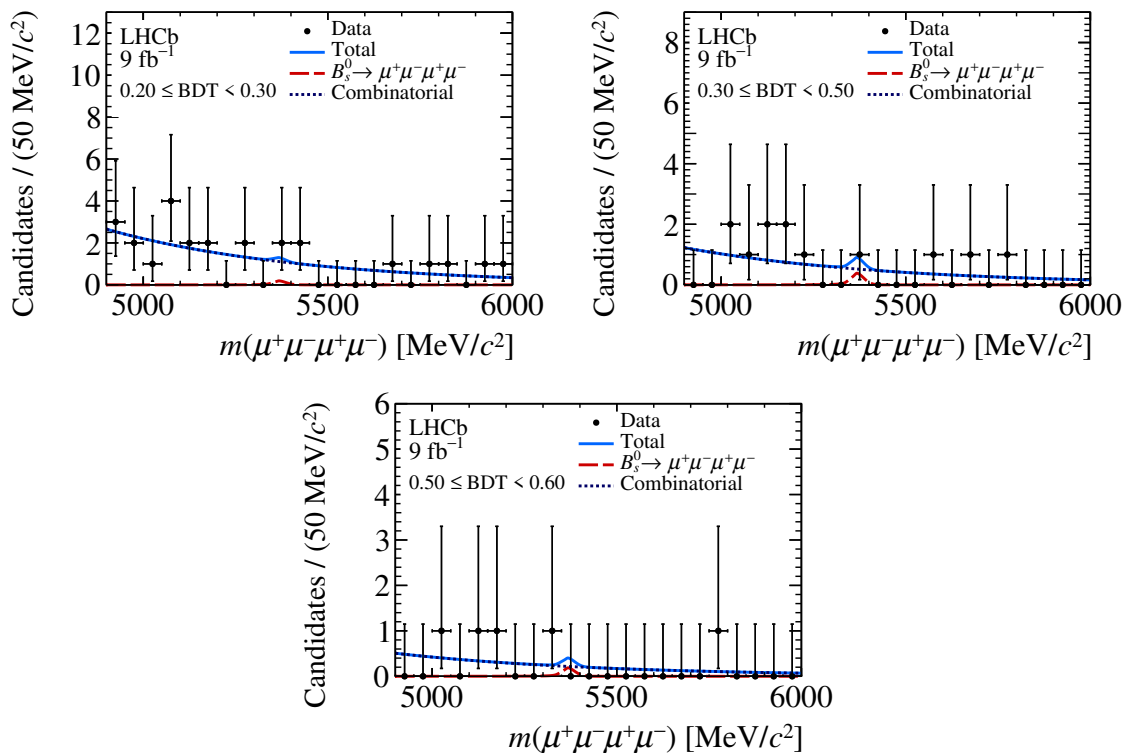 Candidates / (50 MeV/c²)
12
10
8
6
4
2
0
LHCb
9 fb⁻¹
0.20 ≤ BDT < 0.30
Data
Total
B⁰ₛ→ μ⁺μ⁻μ⁺μ⁻
Combinatorial
5000 5500 6000
m(μ⁺μ⁻μ⁺μ⁻) [MeV/c²]
Candidates / (50 MeV/c²)
8
6
4
2
0
LHCb
9 fb⁻¹
0.30 ≤ BDT < 0.50
Data
Total
B⁰ₛ→ μ⁺μ⁻μ⁺μ⁻
Combinatorial
5000 5500 6000
m(μ⁺μ⁻μ⁺μ⁻) [MeV/c²]
Candidates / (50 MeV/c²)
6
5
4
3
2
1
0
LHCb
9 fb⁻¹
0.50 ≤ BDT < 0.60
Data
Total
B⁰ₛ→ μ⁺μ⁻μ⁺μ⁻
Combinatorial
5000 5500 6000
m(μ⁺μ⁻μ⁺μ⁻) [MeV/c²]